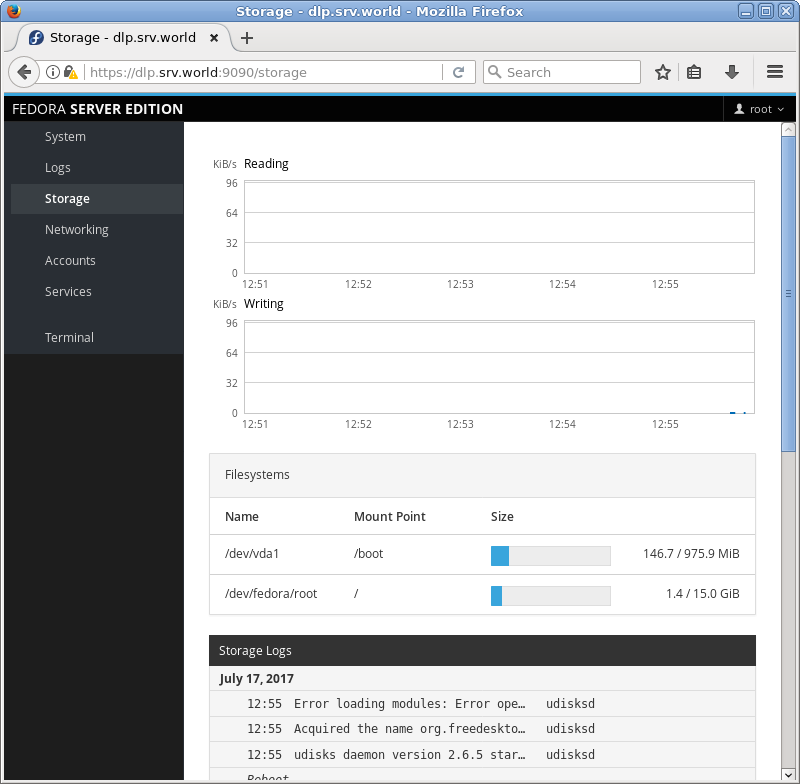 Storage - dlp.srv.world - Mozilla Firefox
Storage - dlp.srv.world
https://dlp.srv.world:9090/storage
Search
FEDORA SERVER EDITION
root
System
Logs
Storage
Networking
Accounts
Services
Terminal
KiB/s Reading
96
64
32
0
12:51 12:52 12:53 12:54 12:55
KiB/s Writing
96
64
32
0
12:51 12:52 12:53 12:54 12:55
Filesystems
Name Mount Point Size
/dev/vda1 /boot 146.7 / 975.9 MiB
/dev/fedora/root / 1.4 / 15.0 GiB
Storage Logs
July 17, 2017
12:55 Error loading modules: Error ope… udisksd
12:55 Acquired the name org.freedeskto… udisksd
12:55 udisks daemon version 2.6.5 star… udisksd
Reboot